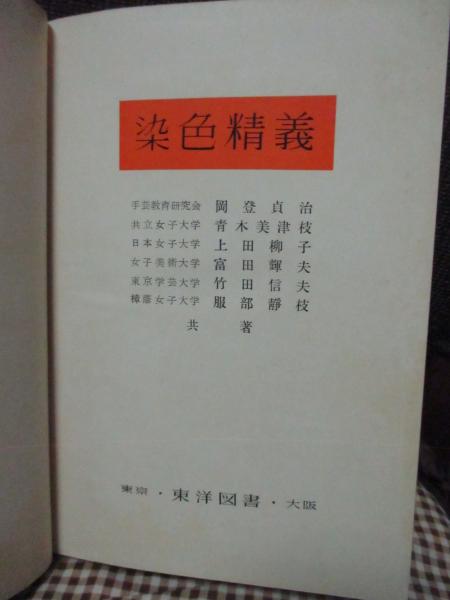 染色精義
手芸教育研究会 岡登貞治
共立女子大学 青木美津枝
日本女子大学 上田柳子
女子美術大学 富田輝夫
東京学芸大学 竹田信夫
樟蔭女子大学 服部靜枝
共著
東京・東洋図書・大阪